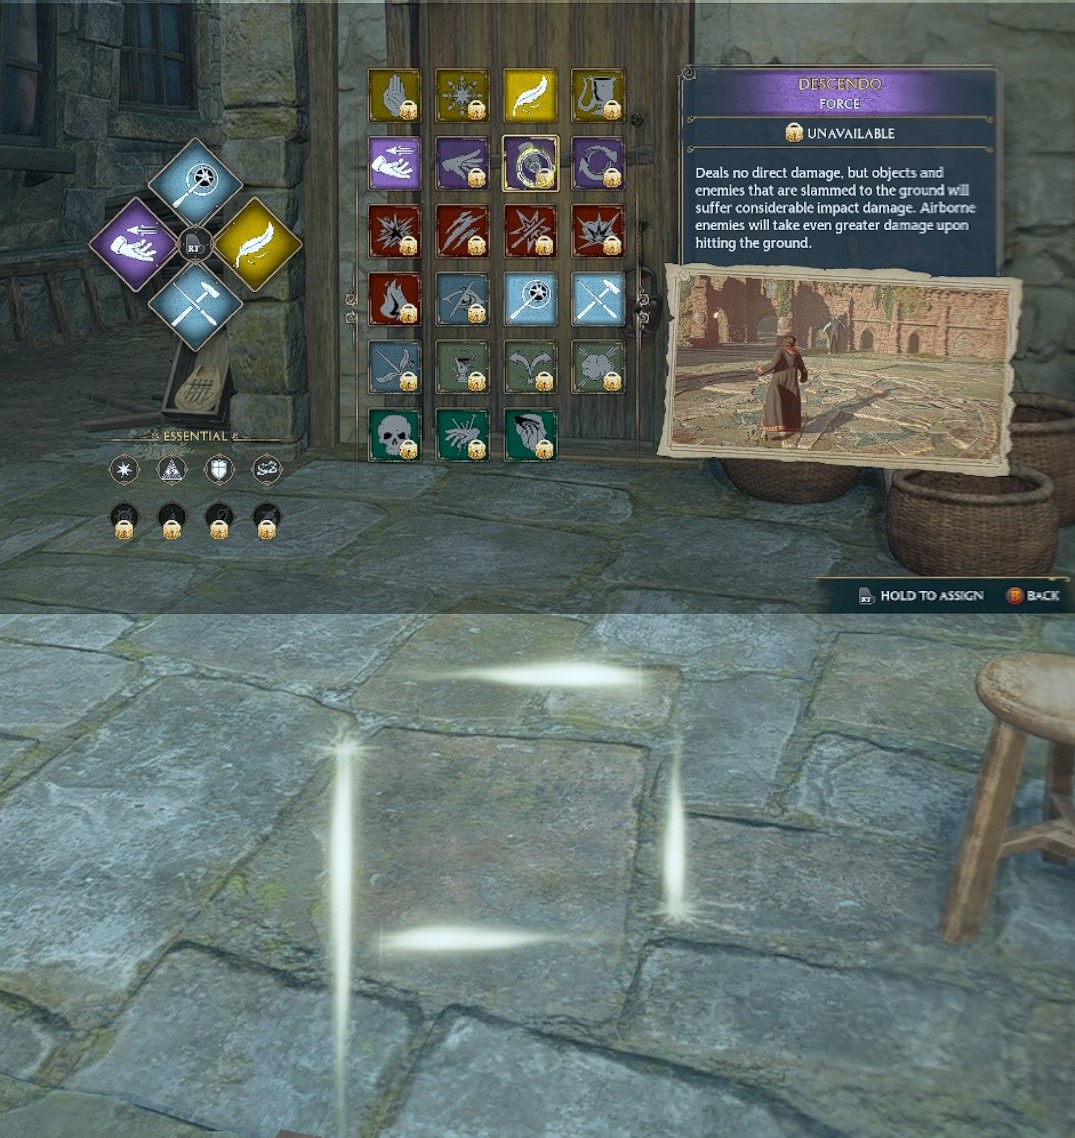 DESCENDO
FORCE
UNAVAILABLE
Deals no direct damage, but objects and
enemies that are slammed to the ground will
suffer considerable impact damage. Airborne
enemies will take even greater damage upon
hitting the ground.
RT
ESSENTIAL
RT HOLD TO ASSIGN B BACK